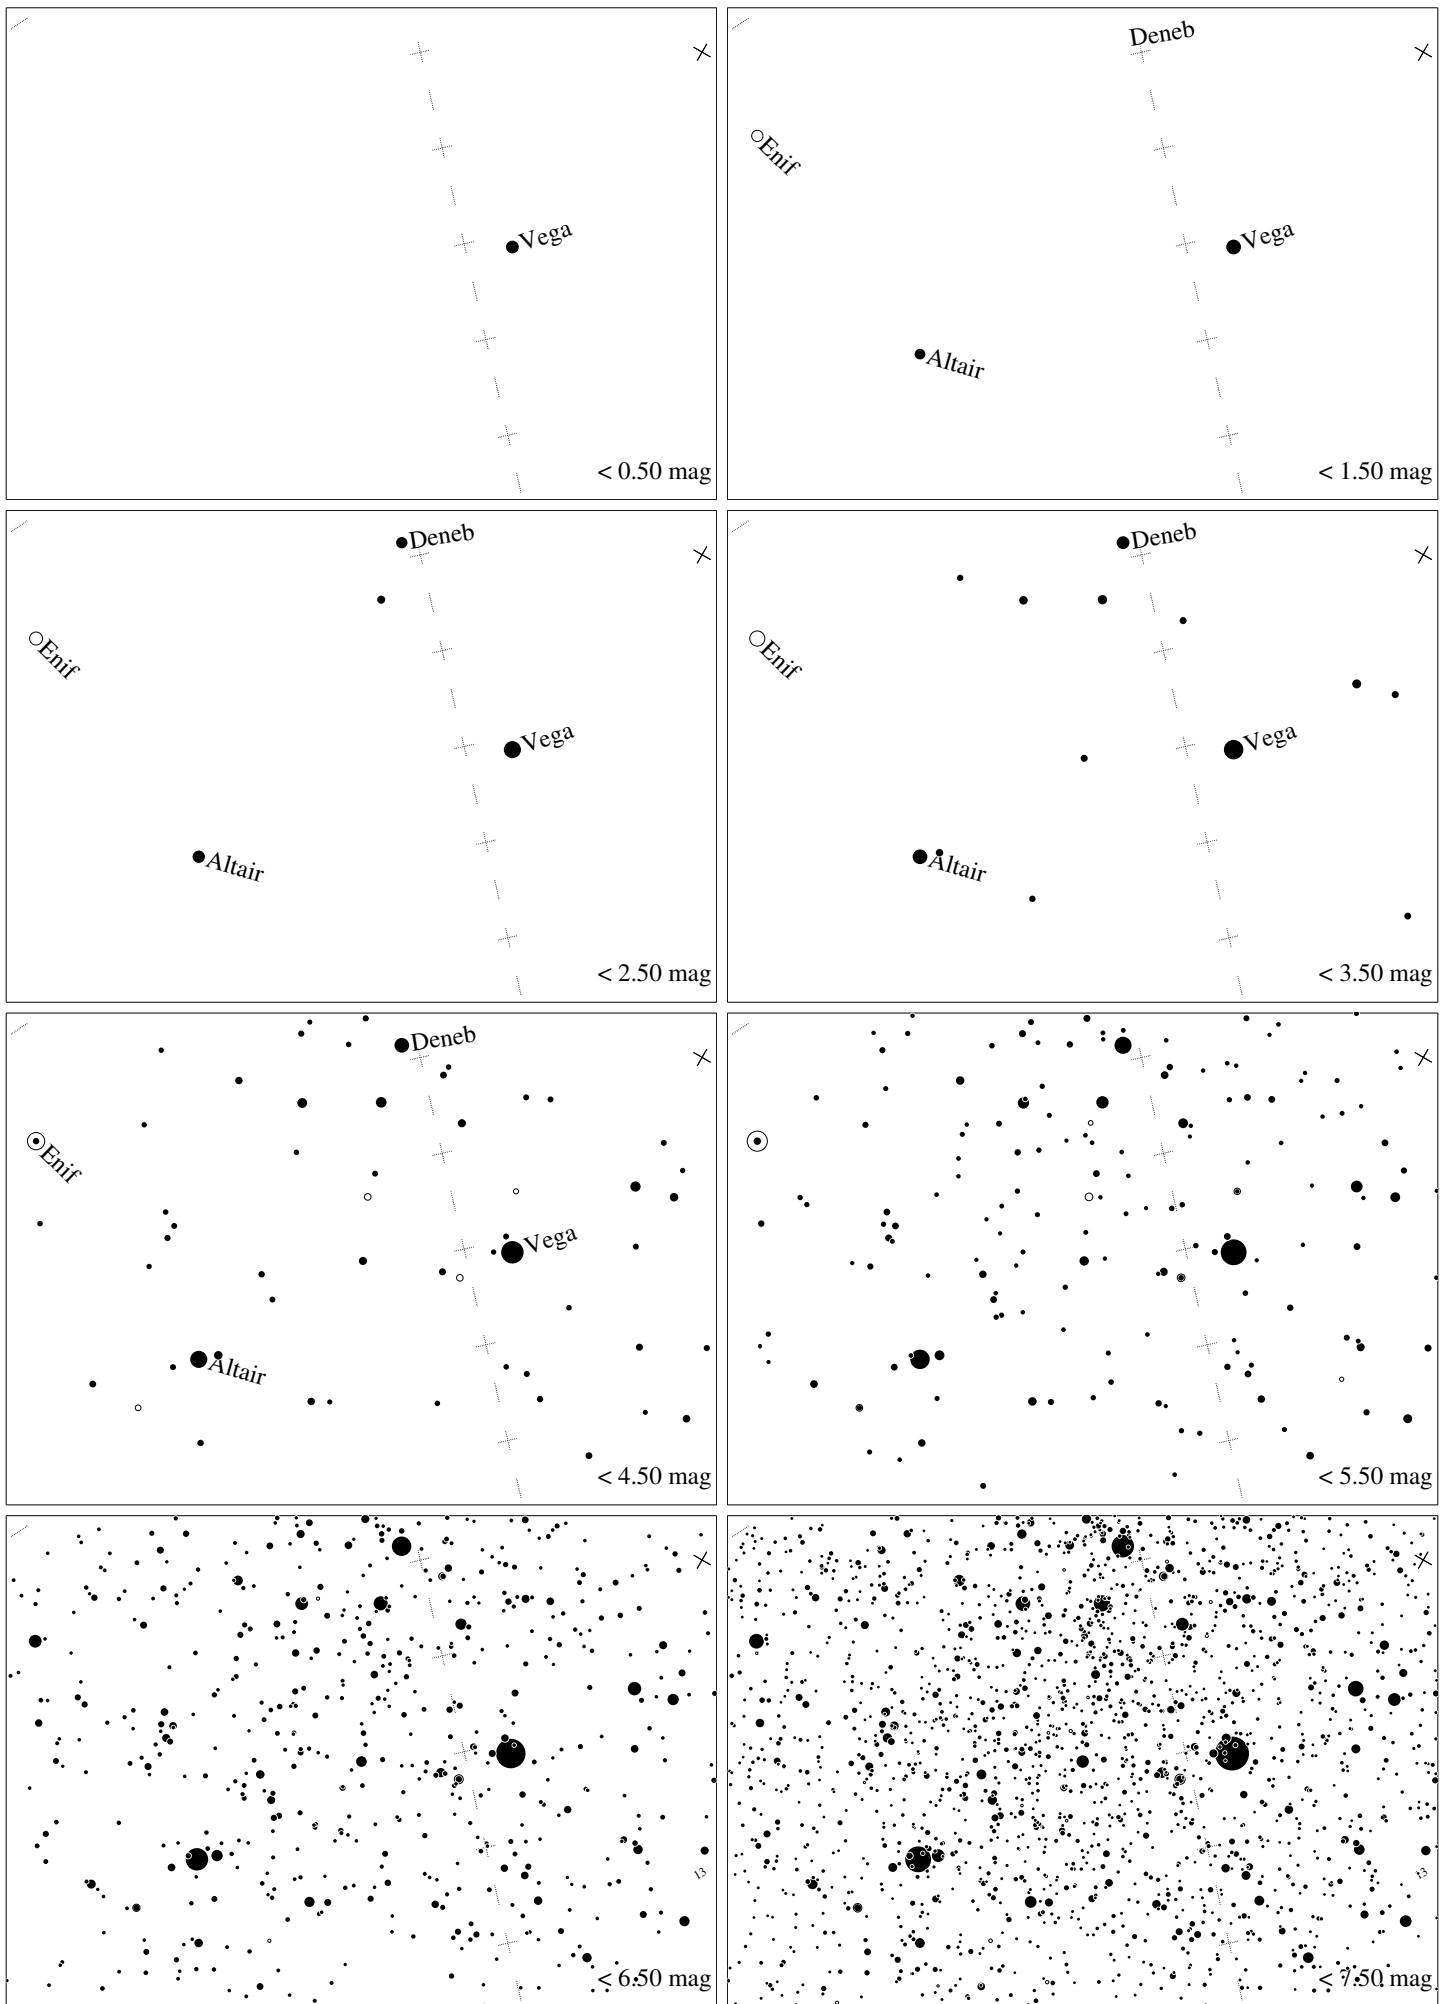 Vega
< 0.50 mag
Deneb
Enif
Vega
Altair
< 1.50 mag
Deneb
Enif
Vega
Altair
< 2.50 mag
Deneb
Enif
Vega
Altair
< 3.50 mag
Deneb
Enif
Vega
Altair
< 4.50 mag
< 5.50 mag
13
< 6.50 mag
13
< 7.50 mag